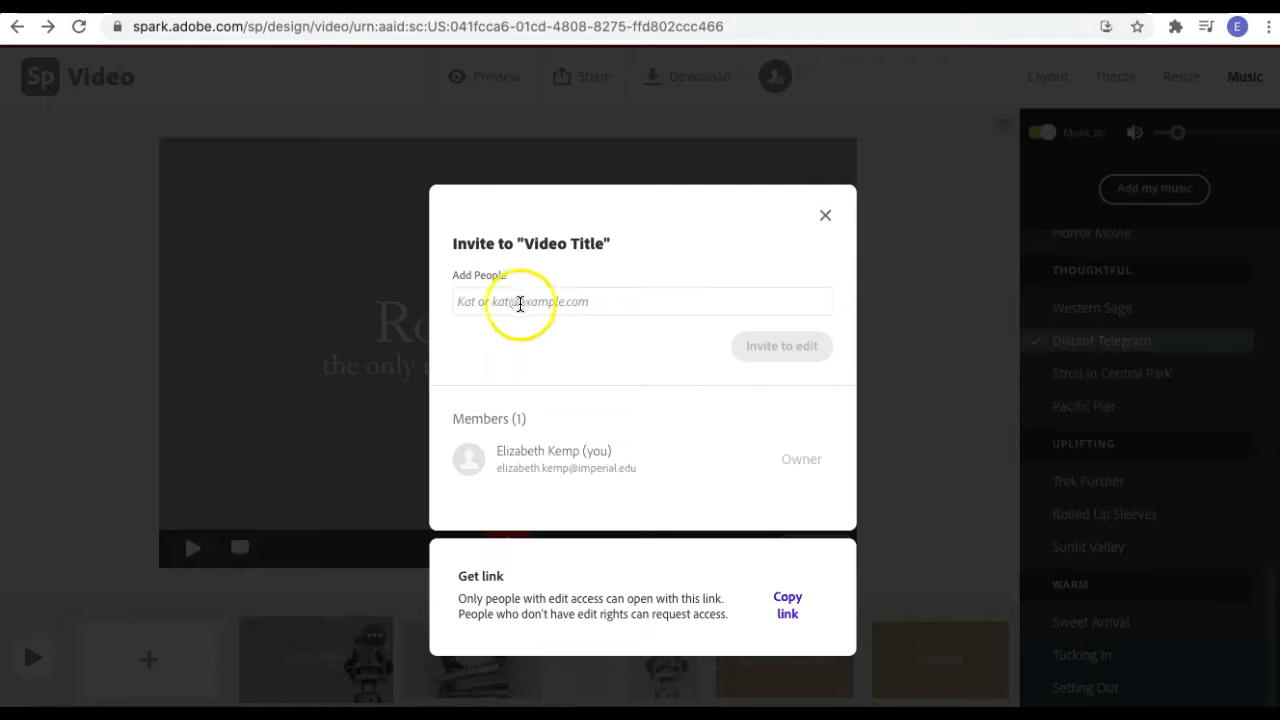 spark.adobe.com/sp/design/video/urn:aaid:sc:US:041fcca6-01cd-4808-8275-ffd802ccc466
E
Sp Video
Preview
Share
Download
Layout
Theme
Resize
Music
Music on
Add my music
Horror Movie
THOUGHTFUL
Western Sage
Distant Telegram
Stroll In Central Park
Pacific Pier
UPLIFTING
Trek Further
Rolled Up Sleeves
Sunlit Valley
WARM
Sweet Arrival
Tucking In
Setting Out
the only
Invite to "Video Title"
Add People
Kat or kat@example.com
Invite to edit
Members (1)
Elizabeth Kemp (you)
elizabeth.kemp@imperial.edu
Owner
Get link
Only people with edit access can open with this link.
People who don't have edit rights can request access.
Copy
link